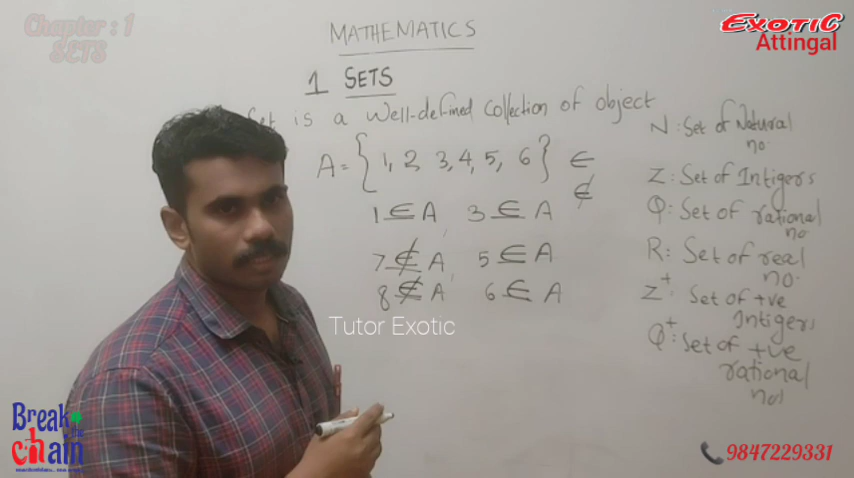 Chapter : 1
SETS
EXOTIC
Attingal
MATHEMATICS
1 SETS
Set is a well-defined collection of object
A = { 1, 2, 3, 4, 5, 6 } ∈
∉
1 ∈ A, 3 ∈ A
7 ∉ A, 5 ∈ A
8 ∉ A 6 ∈ A
N : Set of Natural
no.
Z : Set of Intigers
Q : Set of rational
no.
R : Set of real
no.
Z⁺ : Set of +ve
Intigers
Q⁺ : Set of +ve
rational
no.
Tutor Exotic
Break
the
chain
9847229331